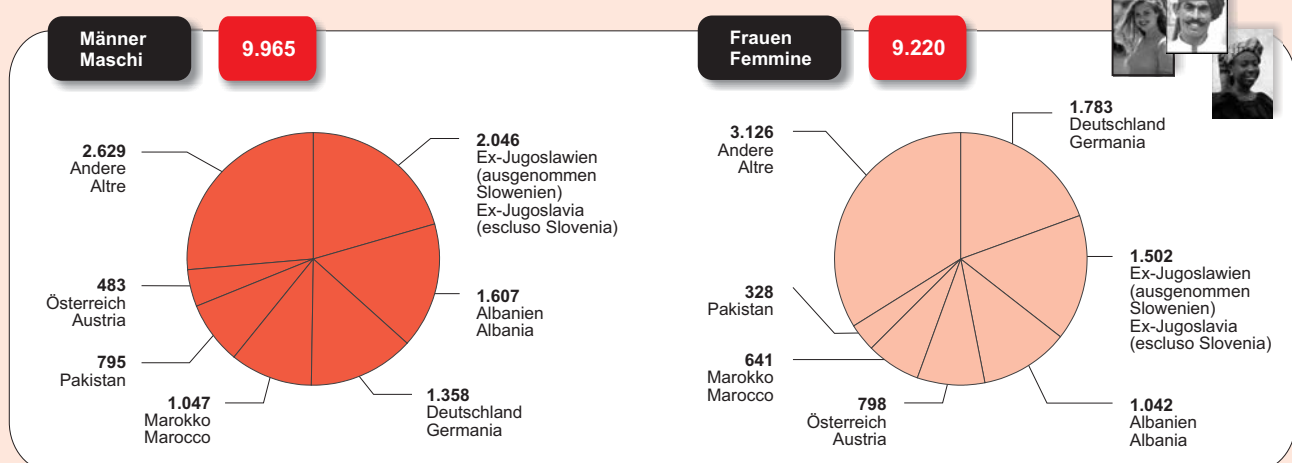 Männer
Maschi
9.965
2.046
Ex-Jugoslawien
(ausgenommen
Slowenien)
Ex-Jugoslavia
(escluso Slovenia)
1.607
Albanien
Albania
1.358
Deutschland
Germania
1.047
Marokko
Marocco
795
Pakistan
483
Österreich
Austria
2.629
Andere
Altre
Frauen
Femmine
9.220
1.783
Deutschland
Germania
1.502
Ex-Jugoslawien
(ausgenommen
Slowenien)
Ex-Jugoslavia
(escluso Slovenia)
1.042
Albanien
Albania
798
Österreich
Austria
641
Marokko
Marocco
328
Pakistan
3.126
Andere
Altre